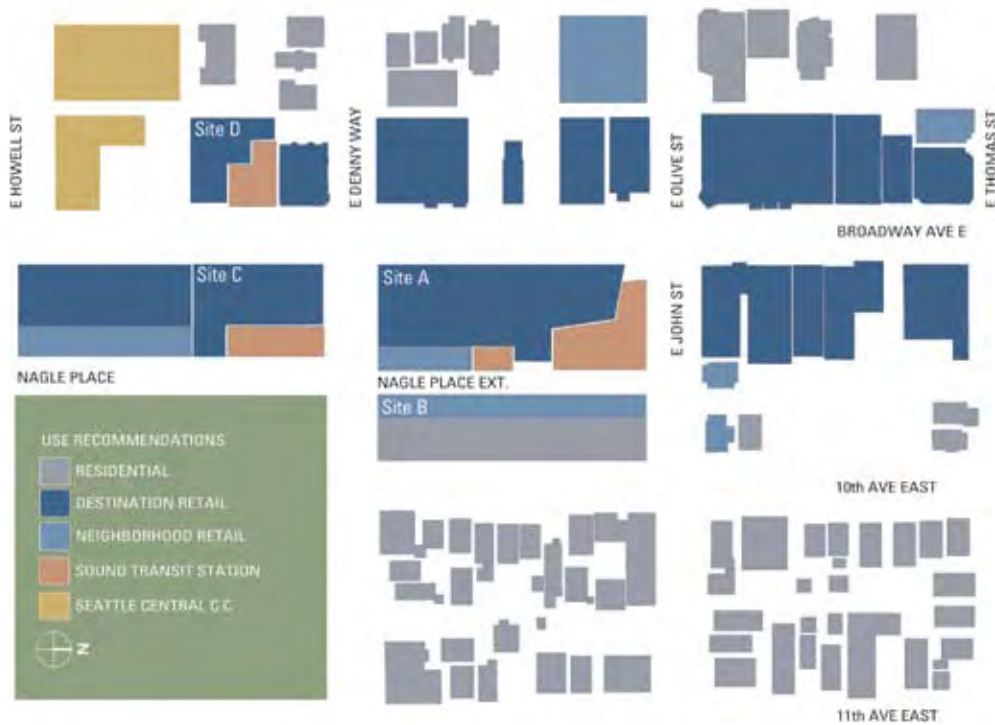 E HOWELL ST
Site D
E DENNY WAY
E OLIVE ST
E THOMAS ST
BROADWAY AVE E
Site C
Site A
E JOHN ST
NAGLE PLACE
NAGLE PLACE EXT.
Site B
USE RECOMMENDATIONS
RESIDENTIAL
DESTINATION RETAIL
NEIGHBORHOOD RETAIL
SOUND TRANSIT STATION
SEATTLE CENTRAL C C
N
10th AVE EAST
11th AVE EAST